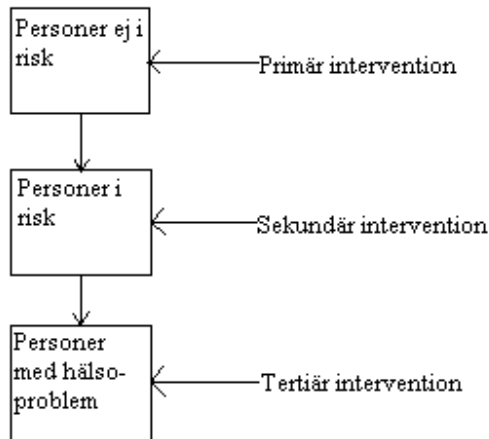 Personer ej i
risk
Primär intervention
Personer i
risk
Sekundär intervention
Personer
med hälso-
problem
Tertiär intervention